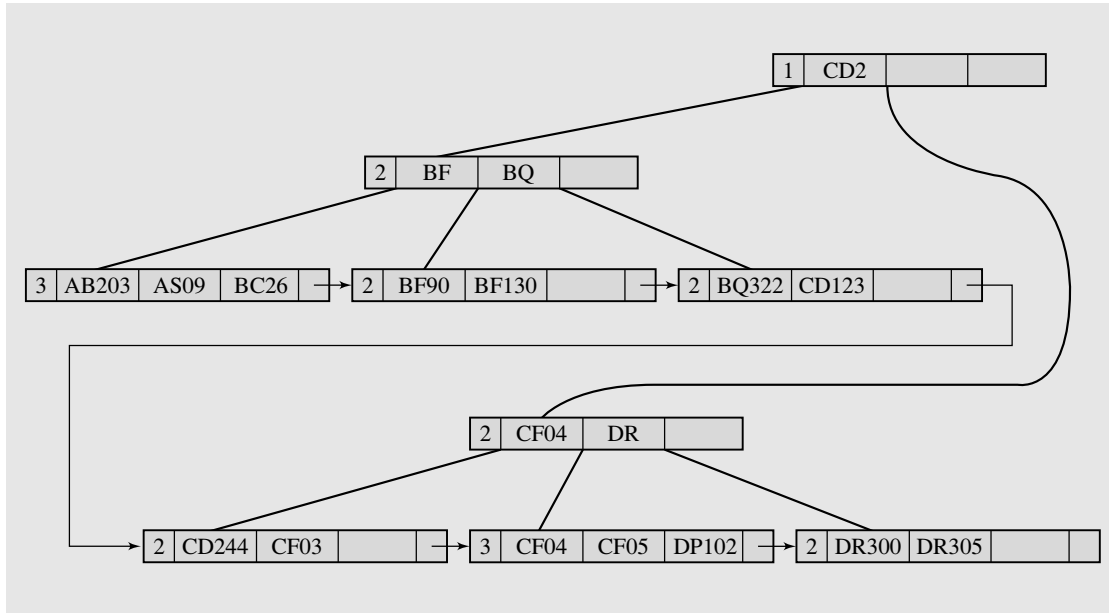 1 CD2
2 BF BQ
3 AB203 AS09 BC26
2 BF90 BF130
2 BQ322 CD123
2 CF04 DR
2 CD244 CF03
3 CF04 CF05 DP102
2 DR300 DR305